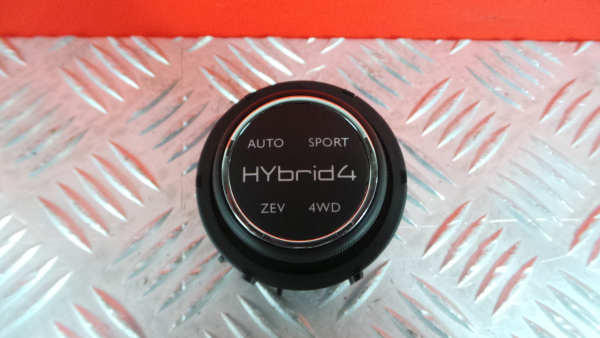 AUTO SPORT
HYbrid4
ZEV 4WD